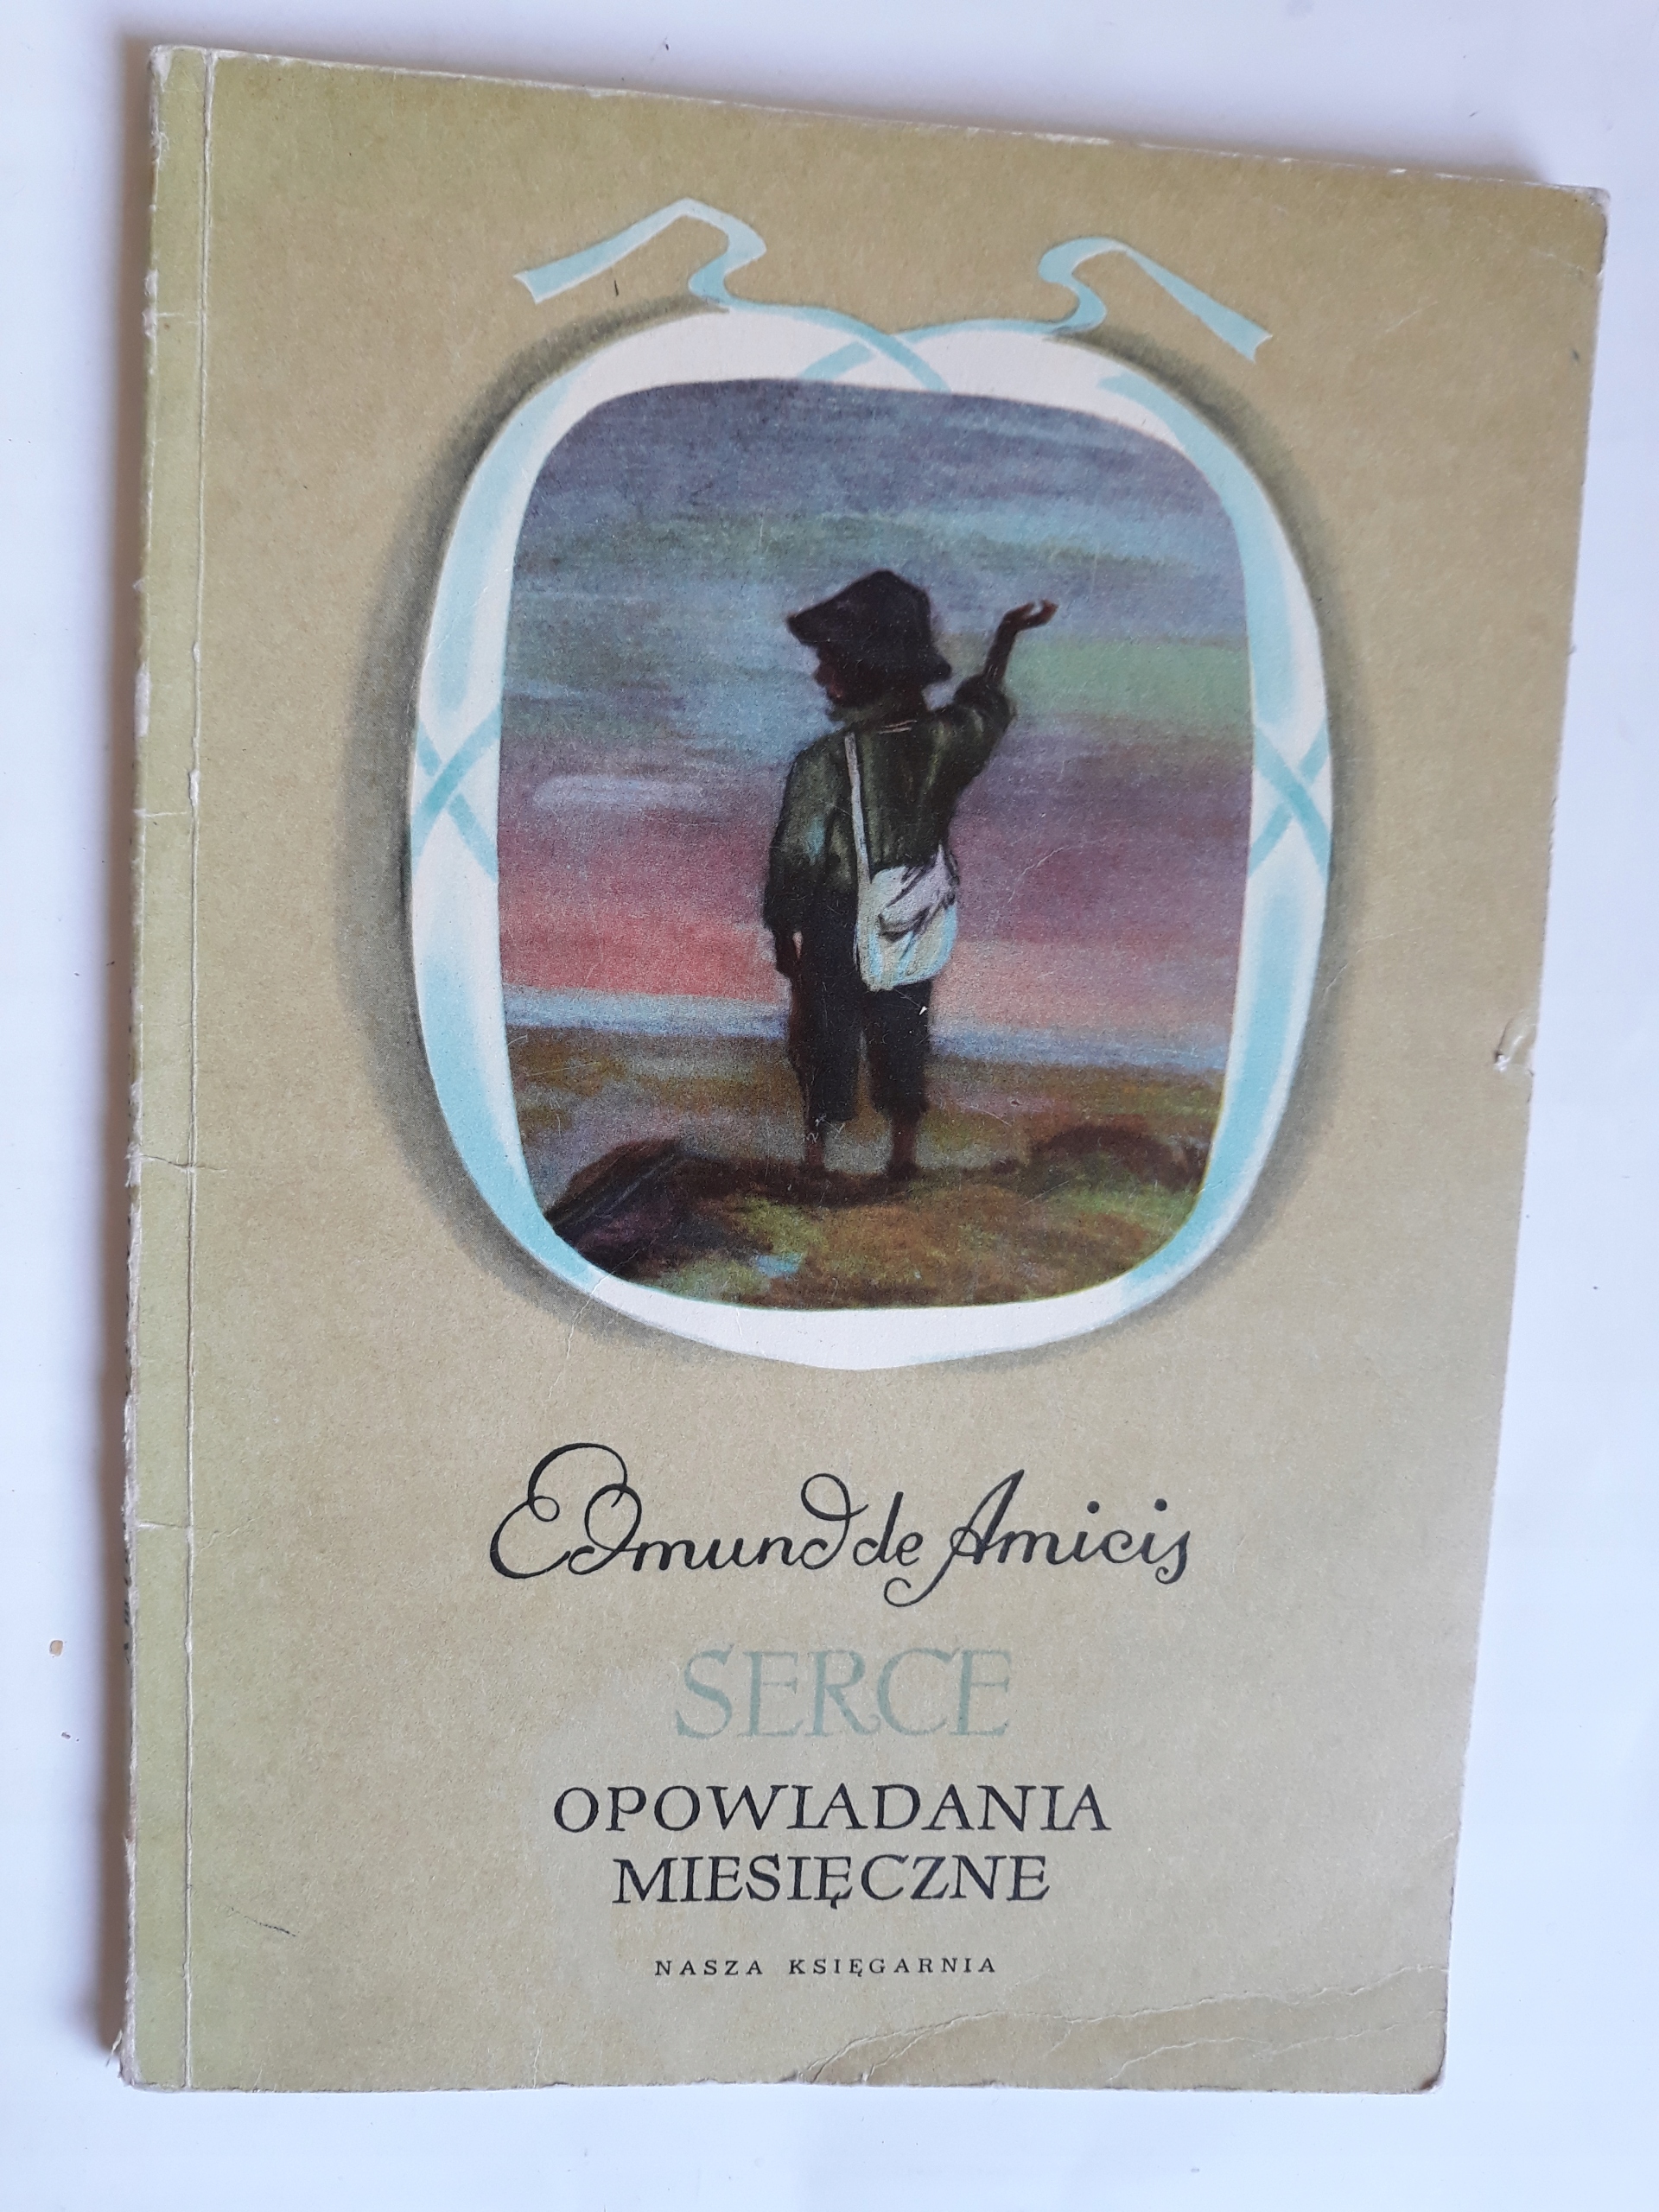 Edmund de Amicis
SERCE
OPOWIADANIA
MIESIĘCZNE
NASZA KSIĘGARNIA